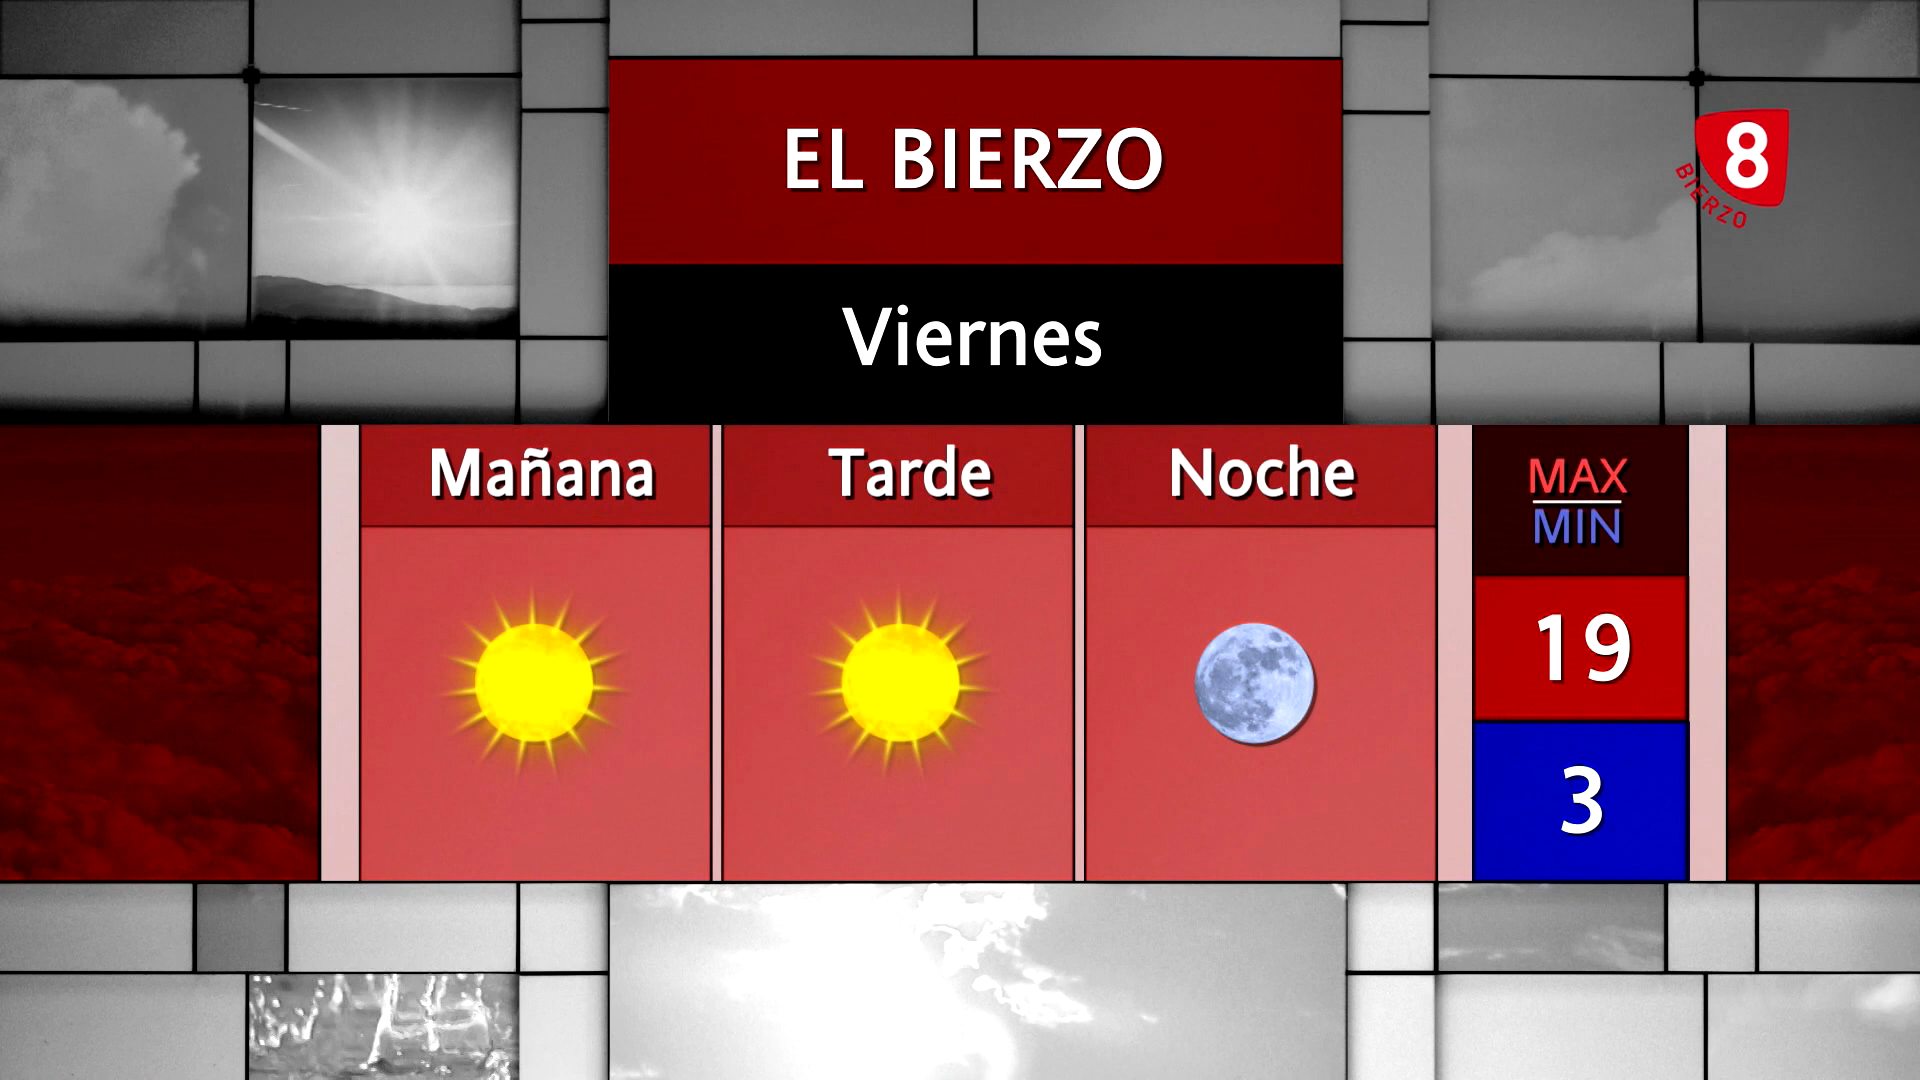 EL BIERZO
8
BIERZO
Viernes
Mañana
Tarde
Noche
MAX
MIN
19
3